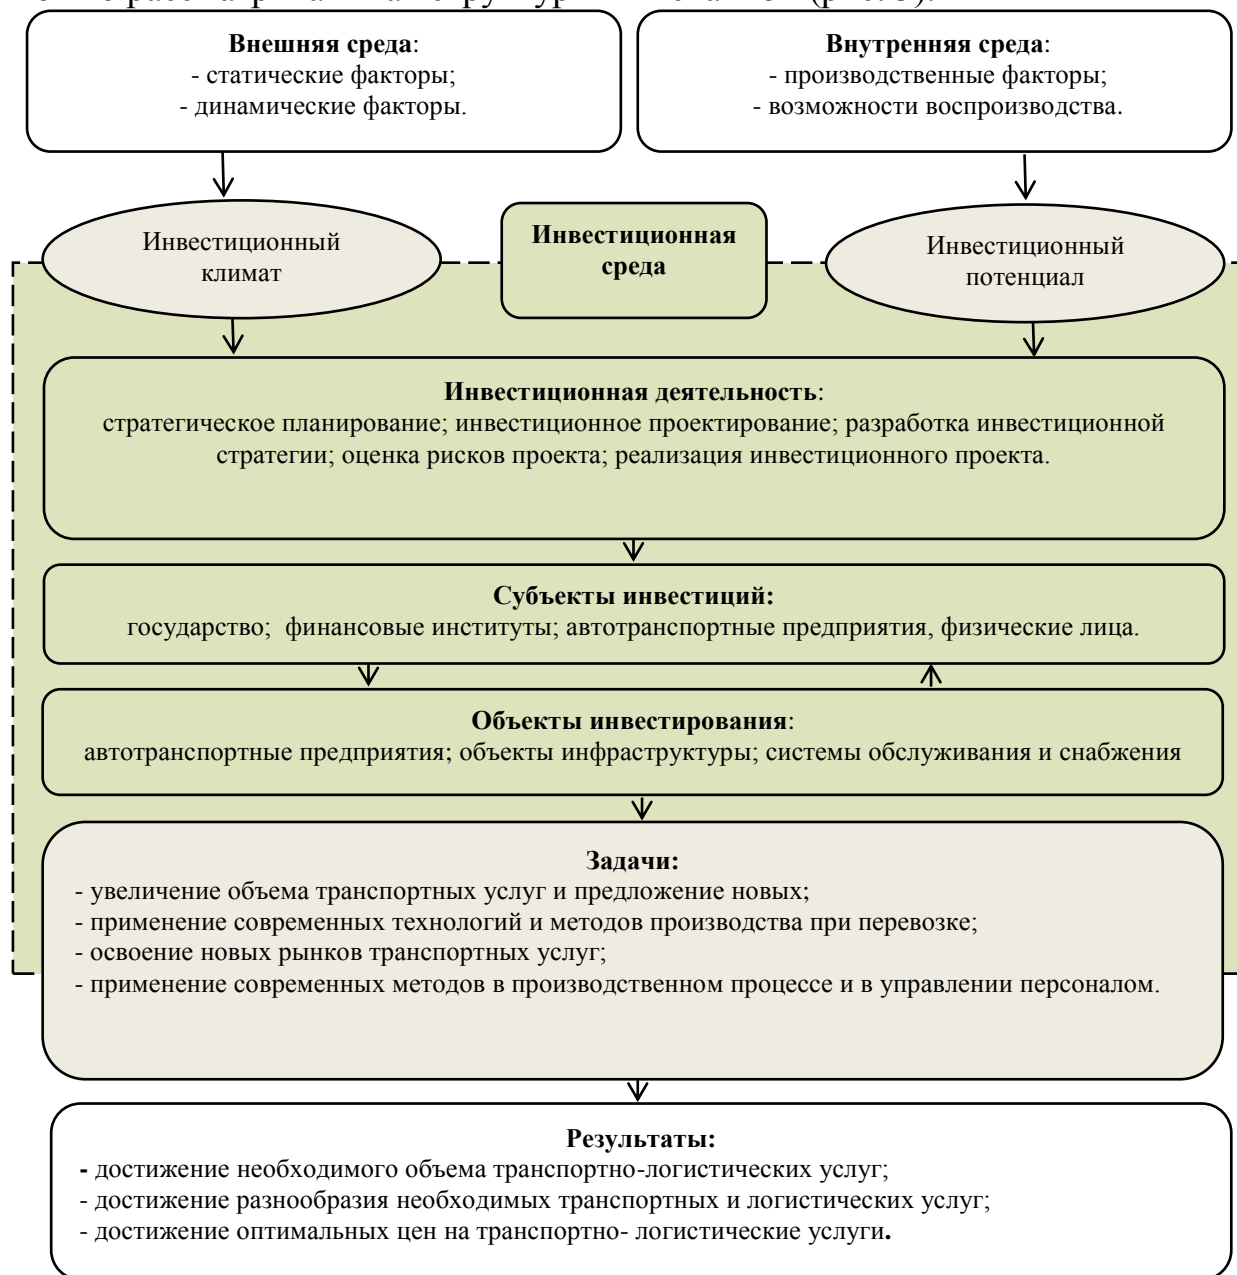 (рис. 3).
Внешняя среда:
- статические факторы;
- динамические факторы.
Внутренняя среда:
- производственные факторы;
- возможности воспроизводства.
Инвестиционный
климат
Инвестиционная
среда
Инвестиционный
потенциал
Инвестиционная деятельность:
стратегическое планирование; инвестиционное проектирование; разработка инвестиционной
стратегии; оценка рисков проекта; реализация инвестиционного проекта.
Субъекты инвестиций:
государство; финансовые институты; автотранспортные предприятия, физические лица.
Объекты инвестирования:
автотранспортные предприятия; объекты инфраструктуры; системы обслуживания и снабжения
Задачи:
- увеличение объема транспортных услуг и предложение новых;
- применение современных технологий и методов производства при перевозке;
- освоение новых рынков транспортных услуг;
- применение современных методов в производственном процессе и в управлении персоналом.
Результаты:
- достижение необходимого объема транспортно-логистических услуг;
- достижение разнообразия необходимых транспортных и логистических услуг;
- достижение оптимальных цен на транспортно- логистические услуги.